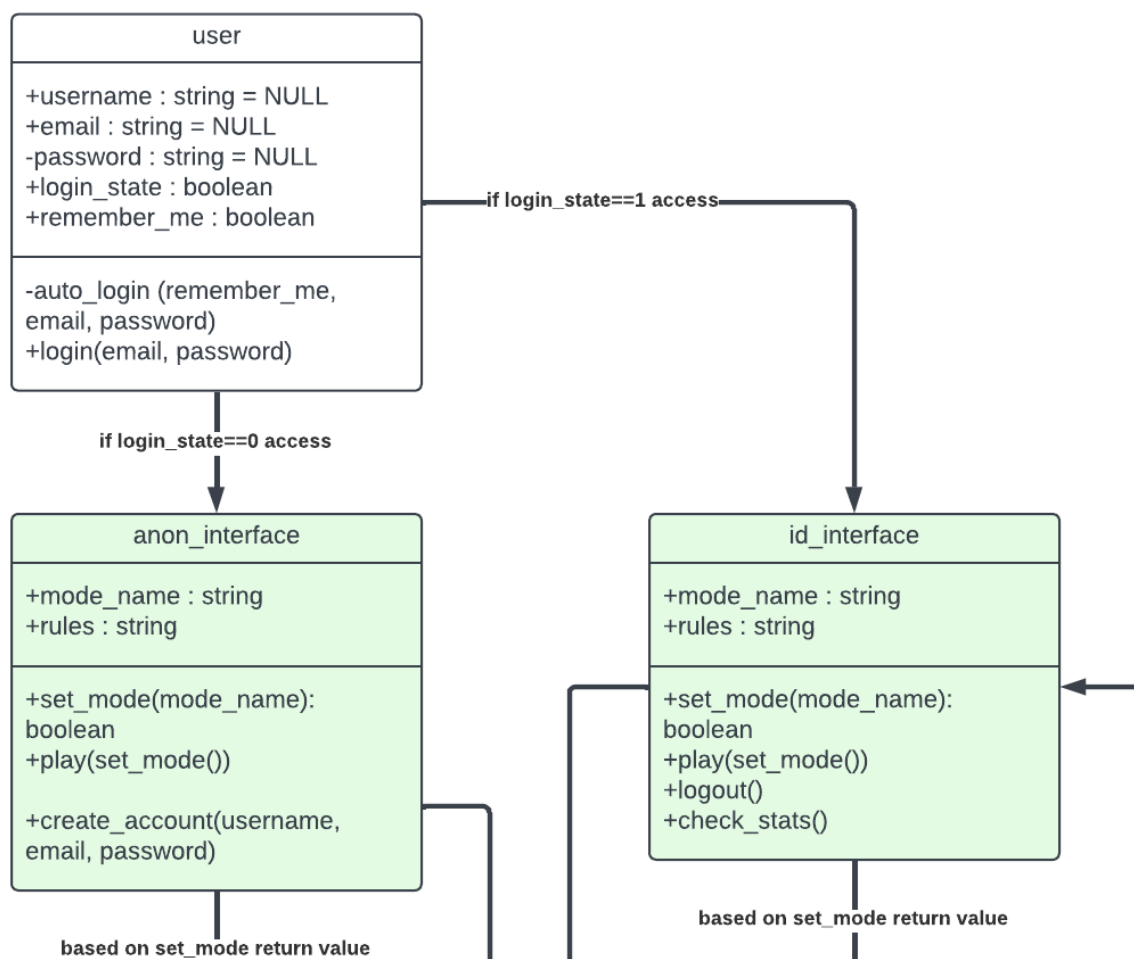 user
+username : string = NULL
+email : string = NULL
-password : string = NULL
+login_state : boolean
+remember_me : boolean
-auto_login (remember_me,
email, password)
+login(email, password)
if login_state==1 access
if login_state==0 access
anon_interface
+mode_name : string
+rules : string
+set_mode(mode_name):
boolean
+play(set_mode())
+create_account(username,
email, password)
based on set_mode return value
id_interface
+mode_name : string
+rules : string
+set_mode(mode_name):
boolean
+play(set_mode())
+logout()
+check_stats()
based on set_mode return value